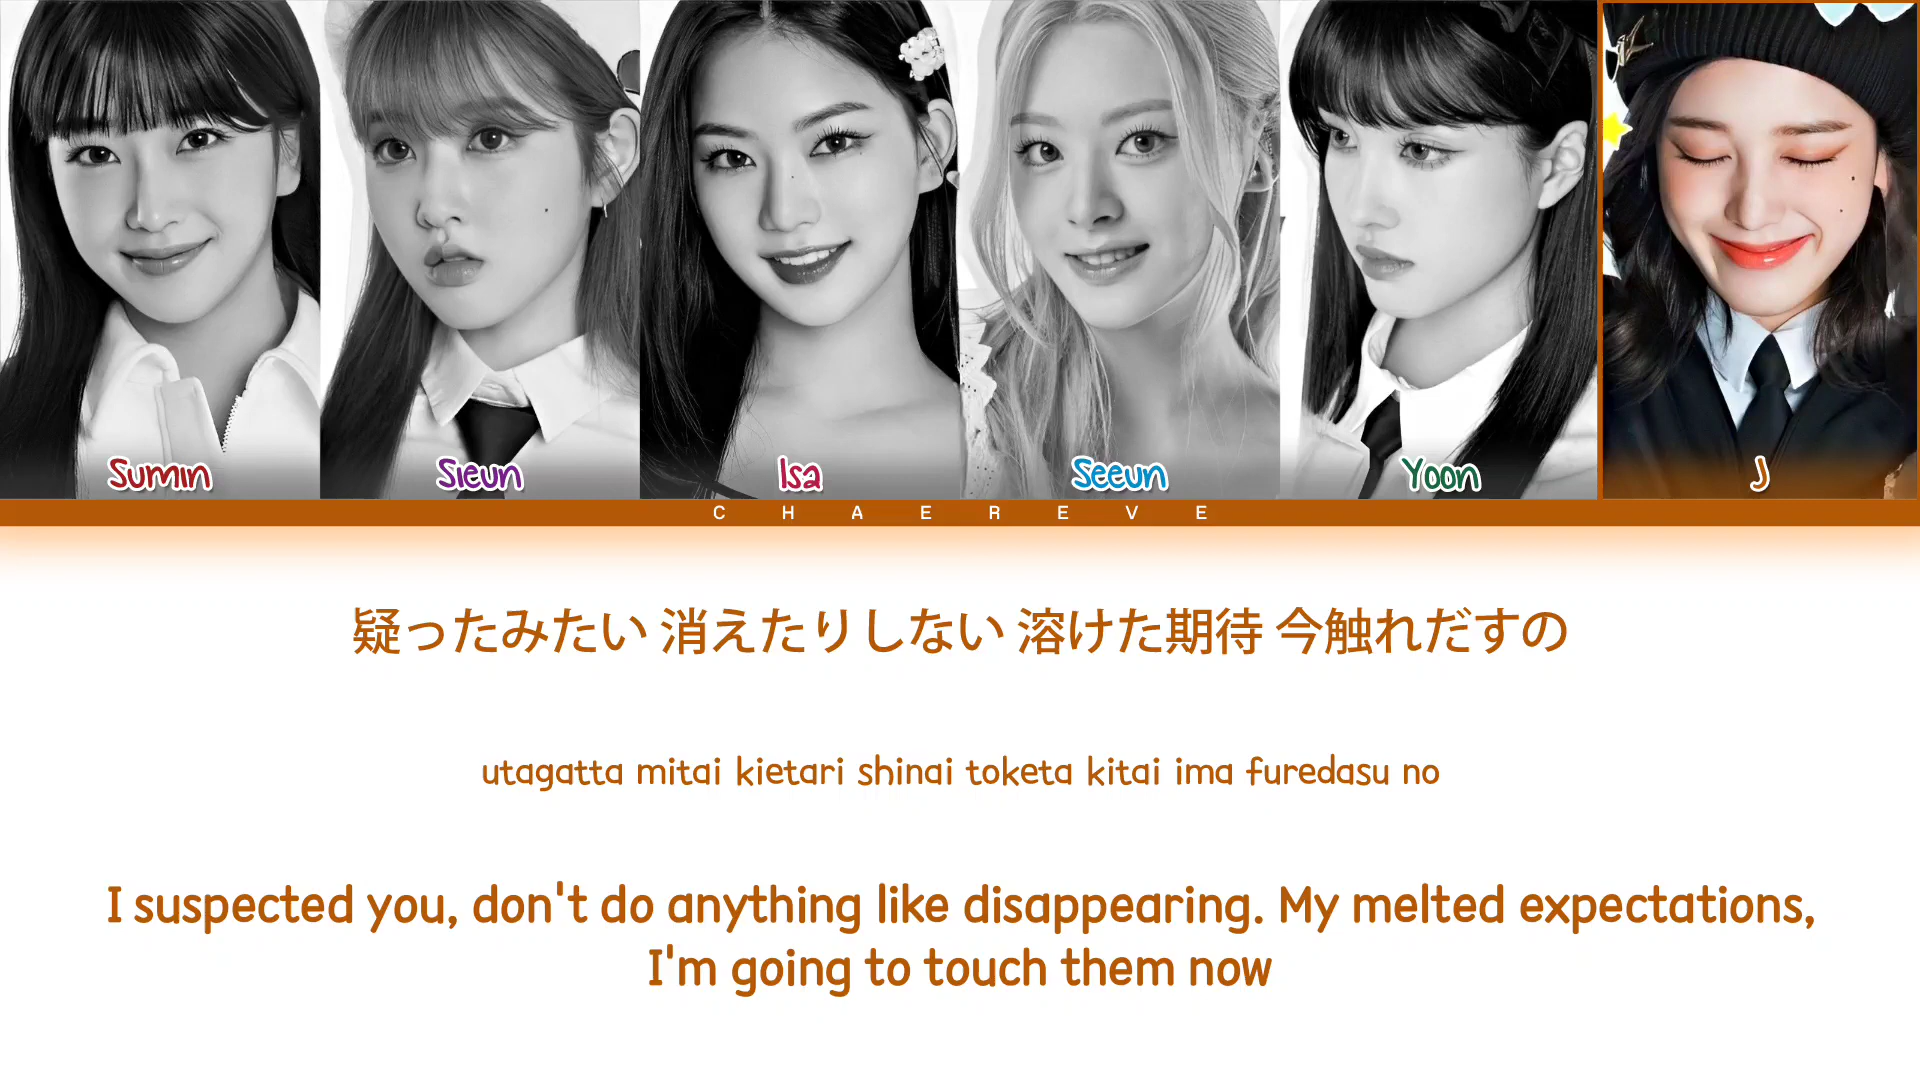 Sumin
Sieun
Isa
Seeun
Yoon
J
CHAEREVE
疑ったみたい 消えたりしない 溶けた期待 今触れだすの
utagatta mitai kietari shinai toketa kitai ima furedasu no
I suspected you, don't do anything like disappearing. My melted expectations,
I'm going to touch them now